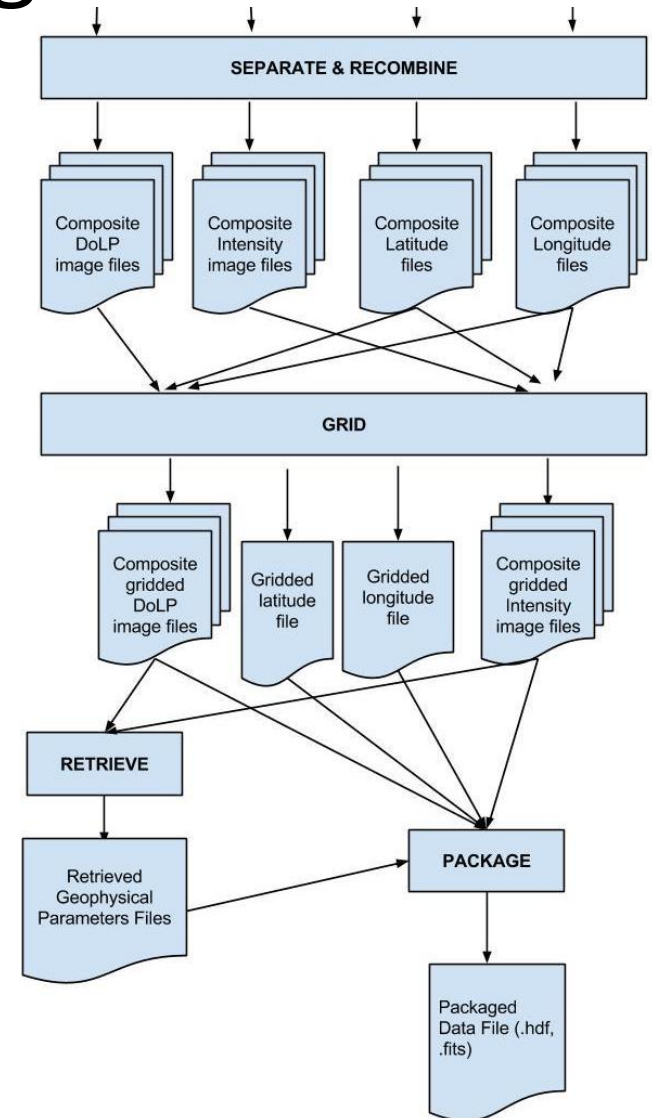 SEPARATE & RECOMBINE
Composite
DoLP
image files
Composite
Intensity
image files
Composite
Latitude
files
Composite
Longitude
files
GRID
Composite
gridded
DoLP
image files
Gridded
latitude
file
Gridded
longitude
file
Composite
gridded
Intensity
image files
RETRIEVE
Retrieved
Geophysical
Parameters Files
PACKAGE
Packaged
Data File (.hdf,
.fits)